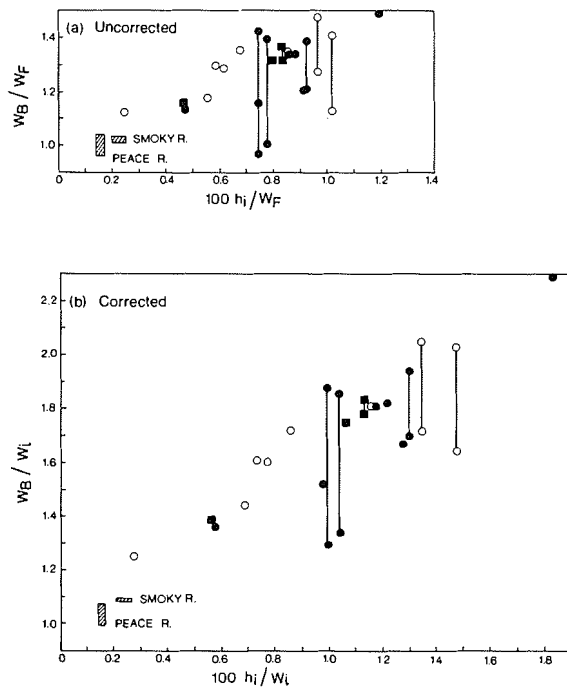 (a) Uncorrected
1.4
1.2
1.0
W_B / W_F
SMOKY R.
PEACE R.
0 0.2 0.4 0.6 0.8 1.0 1.2 1.4
100 h_i / W_F
(b) Corrected
2.2
2.0
1.8
1.6
1.4
1.2
1.0
W_B / W_i
SMOKY R.
PEACE R.
0 0.2 0.4 0.6 0.8 1.0 1.2 1.4 1.6 1.8
100 h_i / W_i